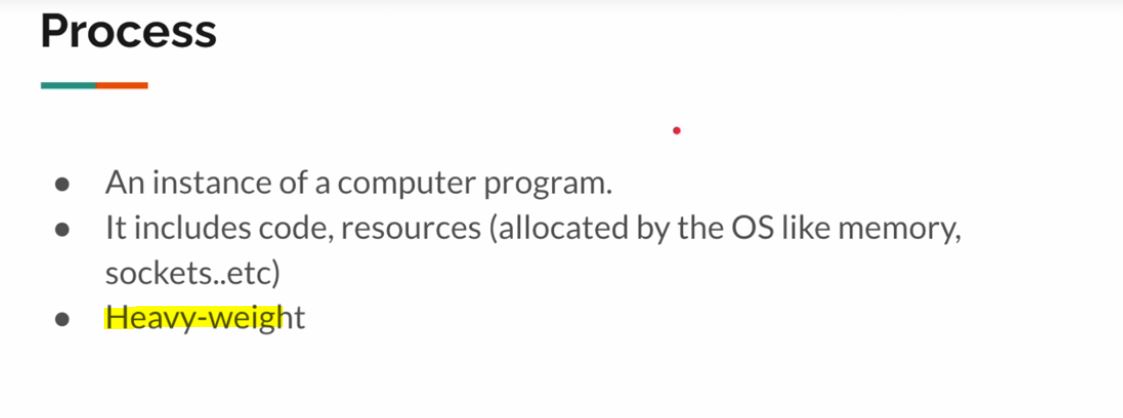 Process
● An instance of a computer program.
● It includes code, resources (allocated by the OS like memory,
sockets..etc)
● Heavy-weight